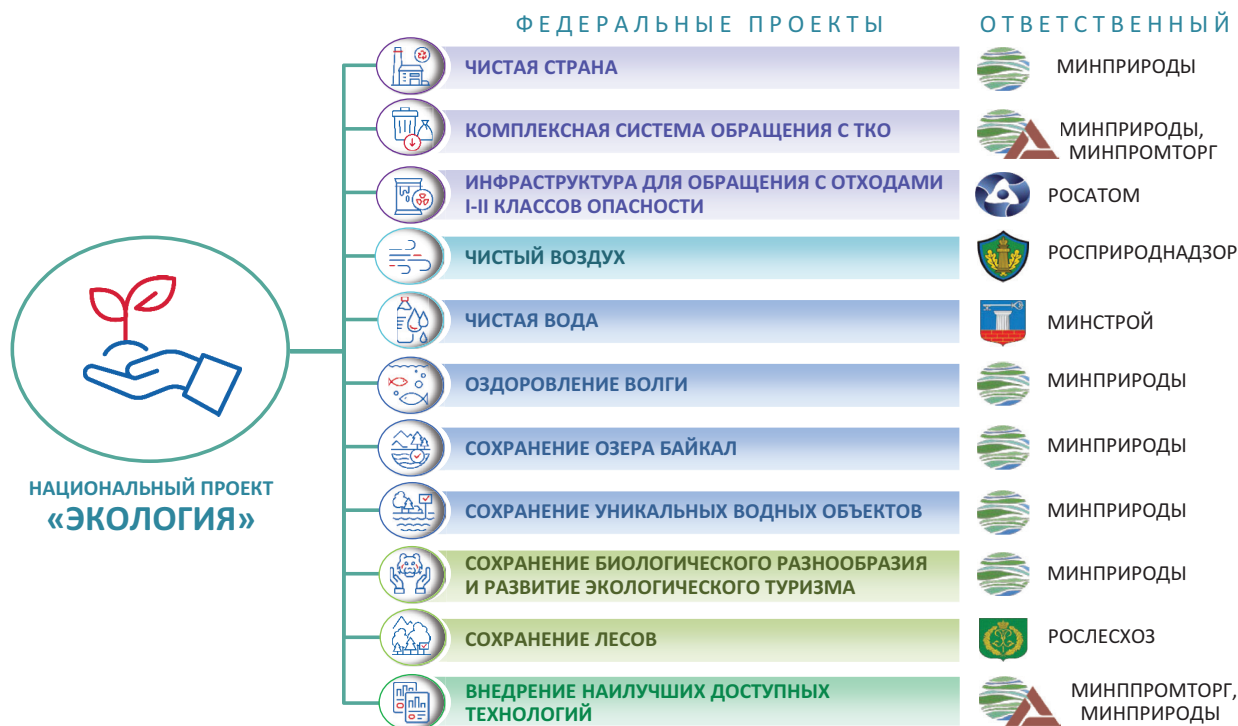 ФЕДЕРАЛЬНЫЕ ПРОЕКТЫ
ОТВЕТСТВЕННЫЙ
ЧИСТАЯ СТРАНА
МИНПРИРОДЫ
КОМПЛЕКСНАЯ СИСТЕМА ОБРАЩЕНИЯ С ТКО
МИНПРИРОДЫ,
МИНПРОМТОРГ
ИНФРАСТРУКТУРА ДЛЯ ОБРАЩЕНИЯ С ОТХОДАМИ
I-II КЛАССОВ ОПАСНОСТИ
РОСАТОМ
ЧИСТЫЙ ВОЗДУХ
РОСПРИРОДНАДЗОР
ЧИСТАЯ ВОДА
МИНСТРОЙ
ОЗДОРОВЛЕНИЕ ВОЛГИ
МИНПРИРОДЫ
СОХРАНЕНИЕ ОЗЕРА БАЙКАЛ
МИНПРИРОДЫ
НАЦИОНАЛЬНЫЙ ПРОЕКТ
«ЭКОЛОГИЯ»
СОХРАНЕНИЕ УНИКАЛЬНЫХ ВОДНЫХ ОБЪЕКТОВ
МИНПРИРОДЫ
СОХРАНЕНИЕ БИОЛОГИЧЕСКОГО РАЗНООБРАЗИЯ
И РАЗВИТИЕ ЭКОЛОГИЧЕСКОГО ТУРИЗМА
МИНПРИРОДЫ
СОХРАНЕНИЕ ЛЕСОВ
РОСЛЕСХОЗ
ВНЕДРЕНИЕ НАИЛУЧШИХ ДОСТУПНЫХ
ТЕХНОЛОГИЙ
МИНППРОМТОРГ,
МИНПРИРОДЫ